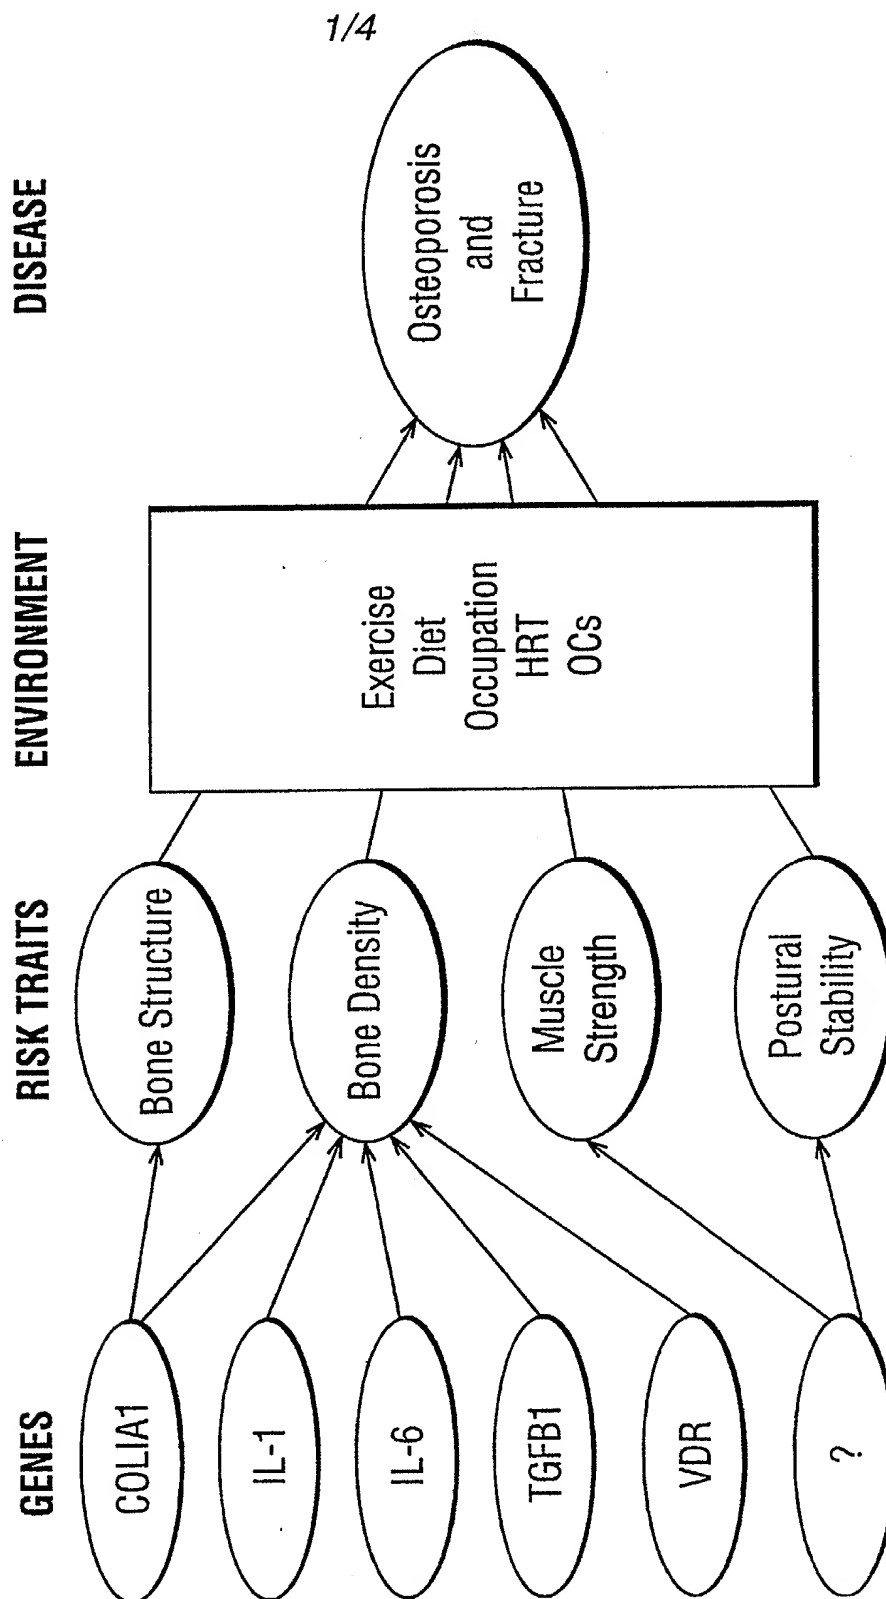 1/4
GENES
RISK TRAITS
ENVIRONMENT
DISEASE
COLIA1
IL-1
IL-6
TGFB1
VDR
?
Bone Structure
Bone Density
Muscle
Strength
Postural
Stability
Exercise
Diet
Occupation
HRT
OCs
Osteoporosis
and
Fracture